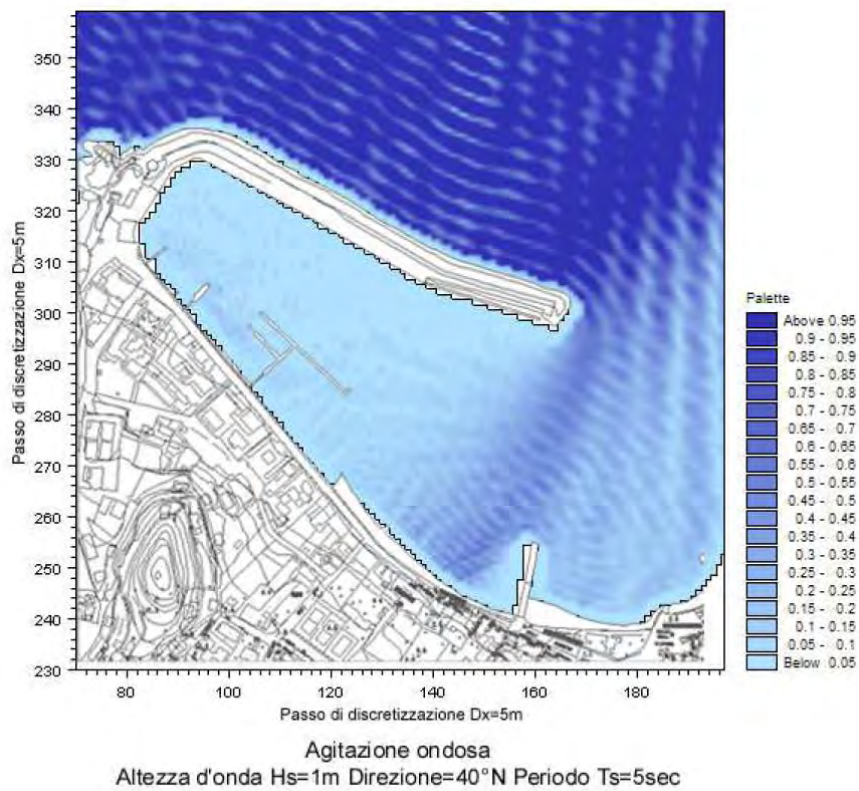 350
340
330
320
310
300
290
280
270
260
250
240
230
Passo di discretizzazione Dx=5m
80
100
120
140
160
180
Passo di discretizzazione Dx=5m
Palette
Above 0.95
0.9 - 0.95
0.85 - 0.9
0.8 - 0.85
0.75 - 0.8
0.7 - 0.75
0.65 - 0.7
0.6 - 0.65
0.55 - 0.6
0.5 - 0.55
0.45 - 0.5
0.4 - 0.45
0.35 - 0.4
0.3 - 0.35
0.25 - 0.3
0.2 - 0.25
0.15 - 0.2
0.1 - 0.15
0.05 - 0.1
Below 0.05
Agitazione ondosa
Altezza d'onda Hs=1m Direzione=40°N Periodo Ts=5sec